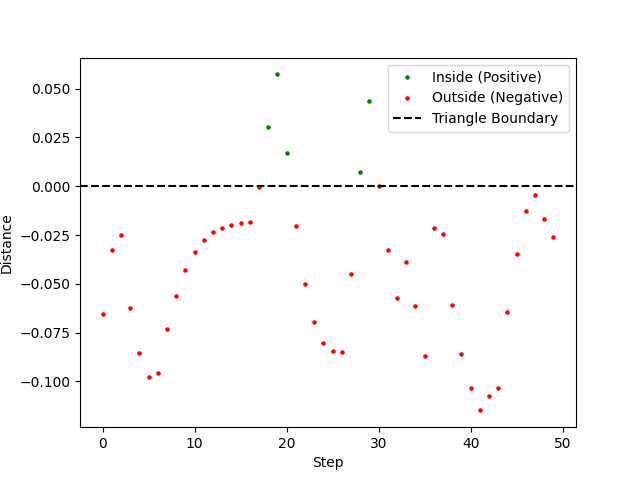 Inside (Positive)
Outside (Negative)
Triangle Boundary
0.050
0.025
0.000
−0.025
−0.050
−0.075
−0.100
Distance
0 10 20 30 40 50
Step